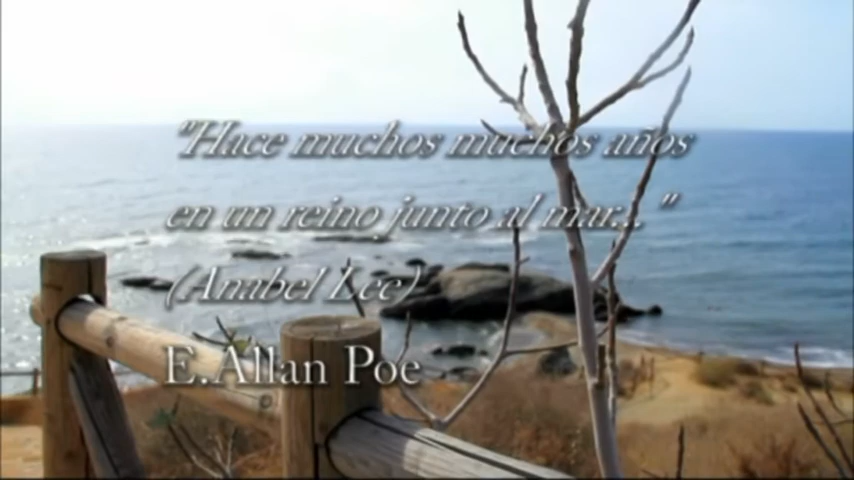 "Hace muchos muchos años
en un reino junto al mar... "
(Anabel Lee)
E.Allan Poe